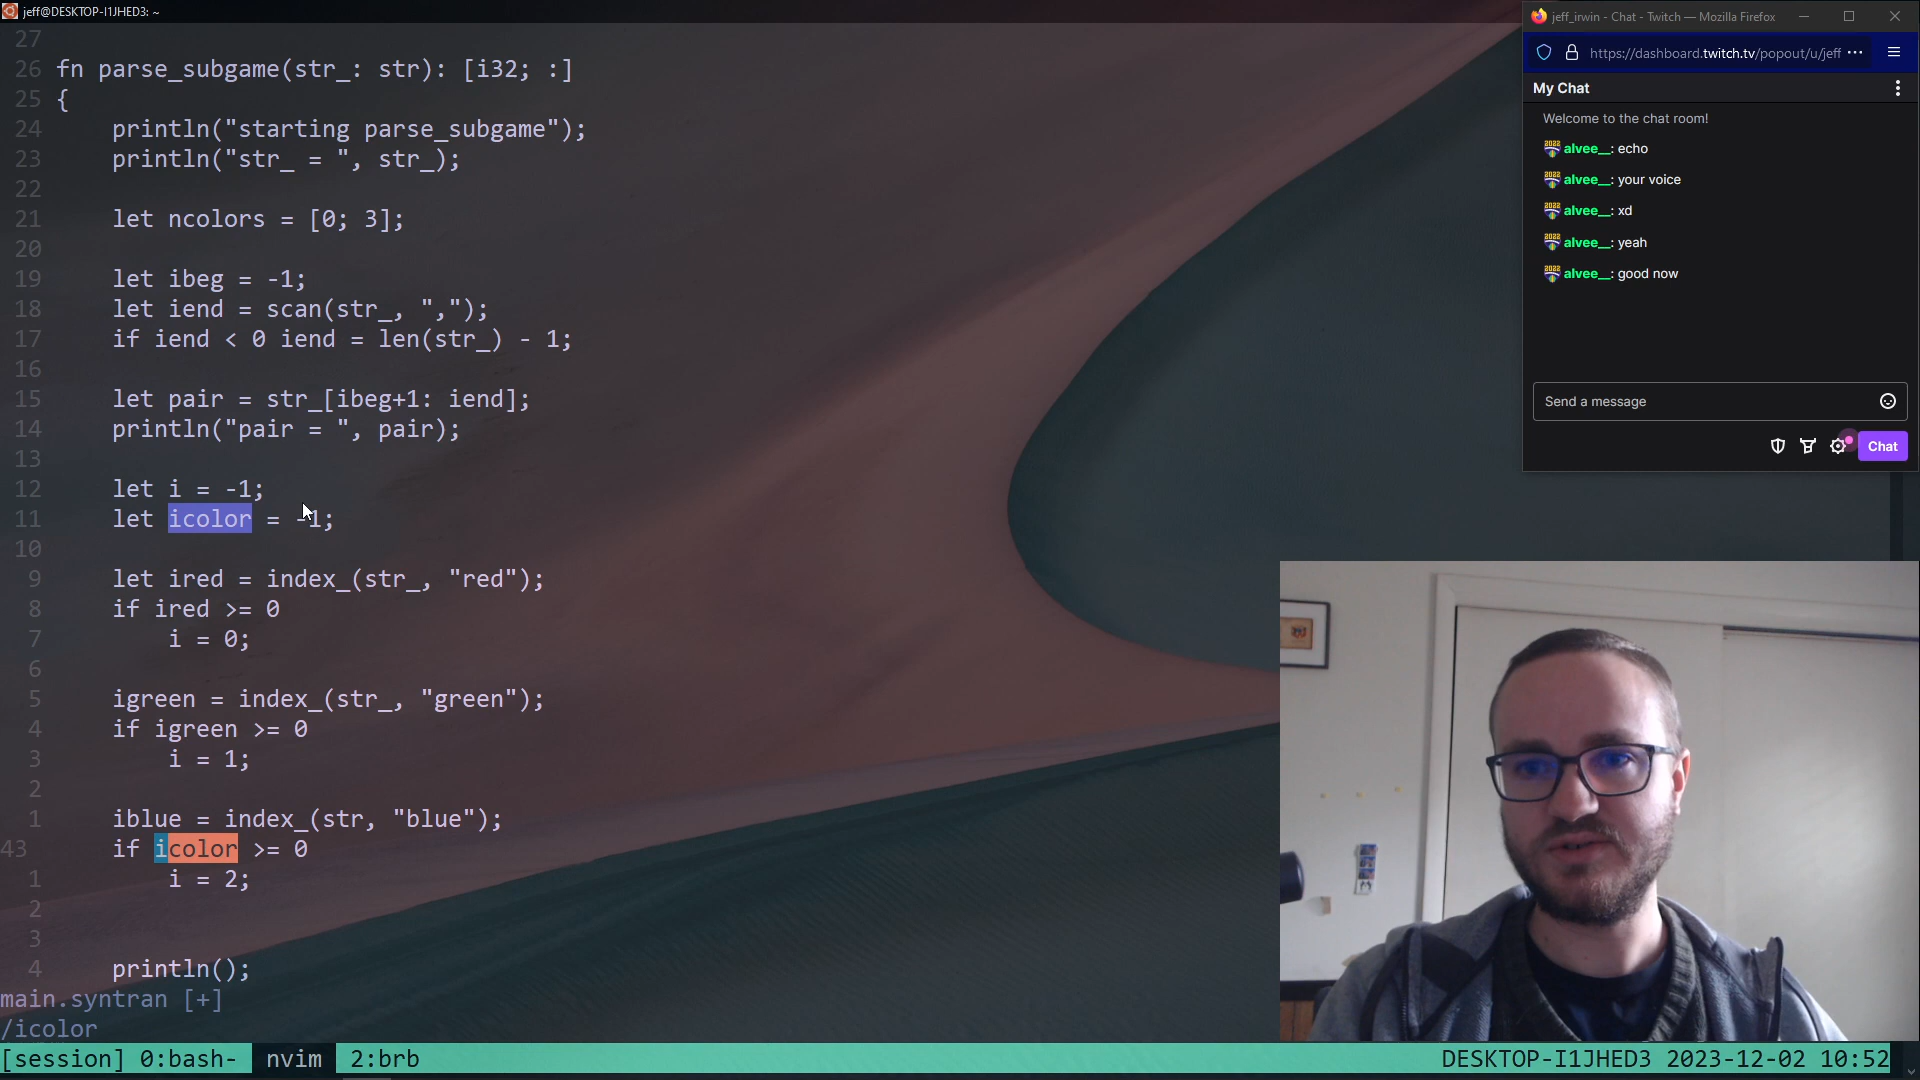 jeff@DESKTOP-I1JHED3: ~
27
26 fn parse_subgame(str_: str): [i32; :]
25 {
24     println("starting parse_subgame");
23     println("str_ = ", str_);
22
21     let ncolors = [0; 3];
20
19     let ibeg = -1;
18     let iend = scan(str_, ",");
17     if iend < 0 iend = len(str_) - 1;
16
15     let pair = str_[ibeg+1: iend];
14     println("pair = ", pair);
13
12     let i = -1;
11     let icolor = -1;
10
9     let ired = index_(str_, "red");
8     if ired >= 0
7         i = 0;
6
5     igreen = index_(str_, "green");
4     if igreen >= 0
3         i = 1;
2
1     iblue = index_(str, "blue");
43     if icolor >= 0
1         i = 2;
2
3
4     println();
main.syntran [+]
/icolor
[session] 0:bash- nvim 2:brb
DESKTOP-I1JHED3 2023-12-02 10:52
jeff_irwin - Chat - Twitch — Mozilla Firefox
https://dashboard.twitch.tv/popout/u/jeff
My Chat
Welcome to the chat room!
alvee__: echo
alvee__: your voice
alvee__: xd
alvee__: yeah
alvee__: good now
Send a message
Chat